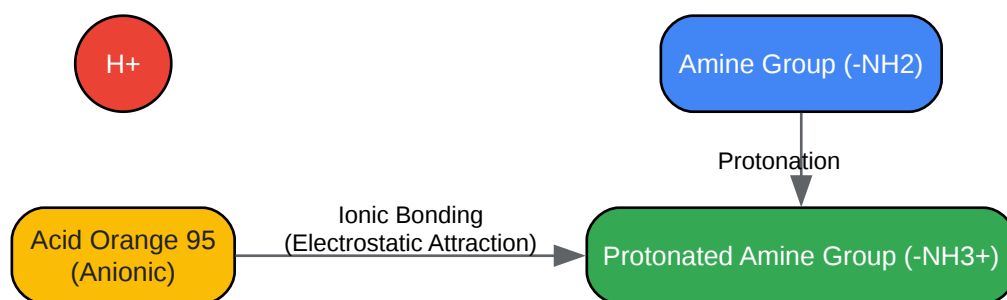 H+
Amine Group (-NH2)
Protonation
Acid Orange 95
(Anionic)
Ionic Bonding
(Electrostatic Attraction)
Protonated Amine Group (-NH3+)